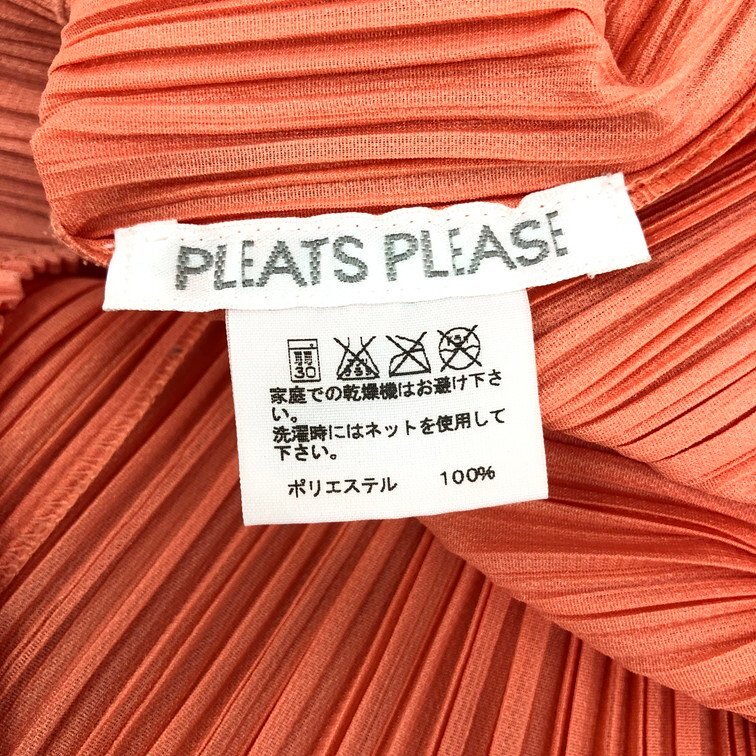 PLEATS PLEASE
弱
30
家庭での乾燥機はお避け下さ
い。
洗濯時にはネットを使用して
下さい。
ポリエステル 100%